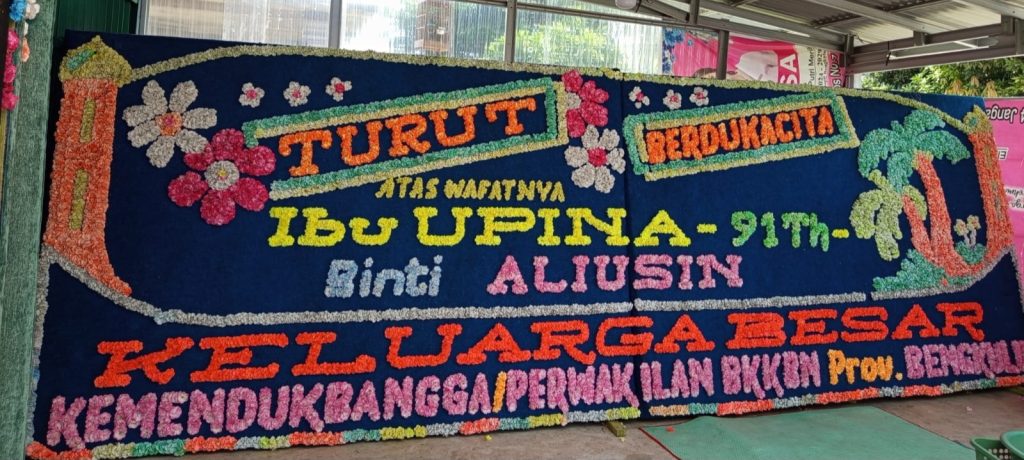 TURUT BERDUKACITA
ATAS WAFATNYA
Ibu UPINA - 91Th -
Binti ALIUSIN
KELUARGA BESAR
KEMENDUKBANGGA/PERWAKILAN BKKBN Prov. BENGKULU